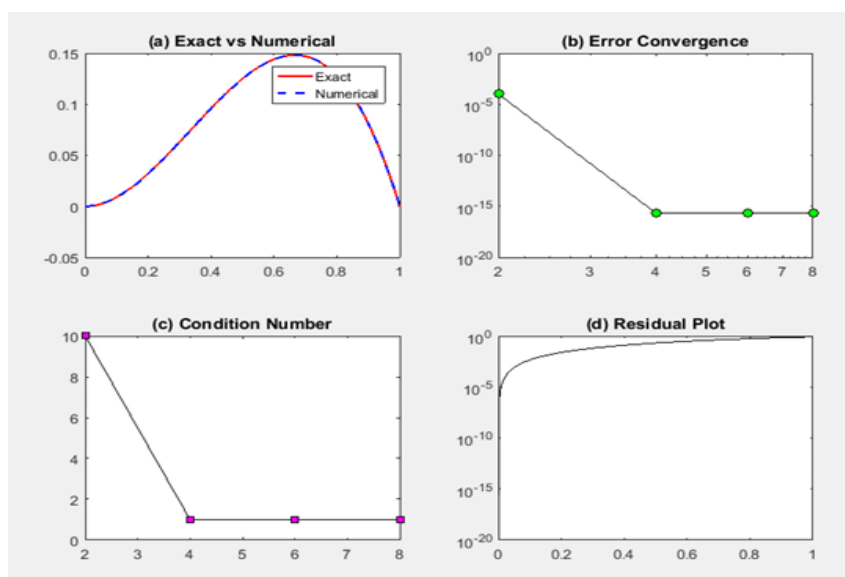 (a) Exact vs Numerical
0.15
0.1
0.05
0
-0.05
0 0.2 0.4 0.6 0.8 1
Exact
Numerical
(b) Error Convergence
10^0
10^-5
10^-10
10^-15
10^-20
2 3 4 5 6 7 8
(c) Condition Number
10
8
6
4
2
0
2 3 4 5 6 7 8
(d) Residual Plot
10^0
10^-5
10^-10
10^-15
10^-20
0 0.2 0.4 0.6 0.8 1